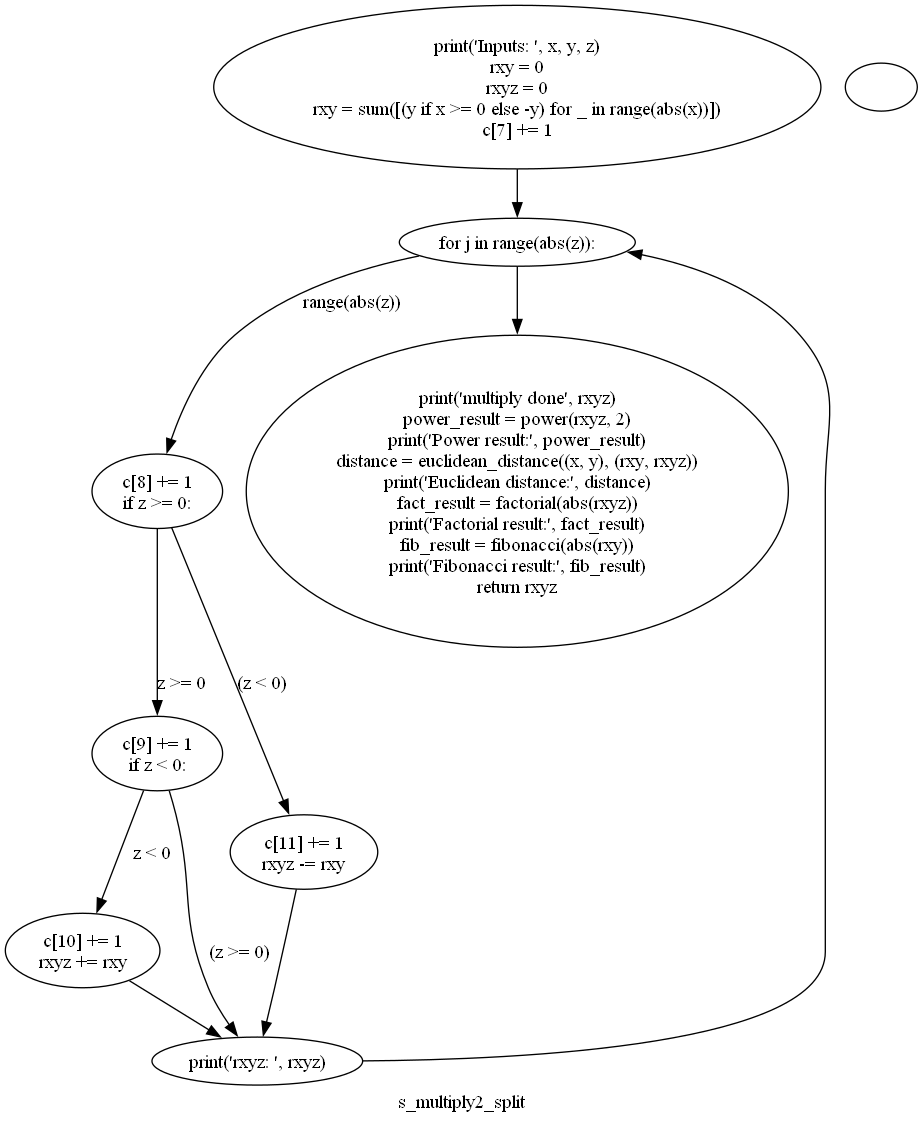 print('Inputs: ', x, y, z)
rxy = 0
rxyz = 0
rxy = sum([(y if x >= 0 else -y) for _ in range(abs(x))])
c[7] += 1
for j in range(abs(z)):
range(abs(z))
print('multiply done', rxyz)
power_result = power(rxyz, 2)
print('Power result:', power_result)
distance = euclidean_distance((x, y), (rxy, rxyz))
print('Euclidean distance:', distance)
fact_result = factorial(abs(rxyz))
print('Factorial result:', fact_result)
fib_result = fibonacci(abs(rxy))
print('Fibonacci result:', fib_result)
return rxyz
c[8] += 1
if z >= 0:
z >= 0
(z < 0)
c[9] += 1
if z < 0:
z < 0
c[11] += 1
rxyz -= rxy
(z >= 0)
c[10] += 1
rxyz += rxy
print('rxyz: ', rxyz)
s_multiply2_split